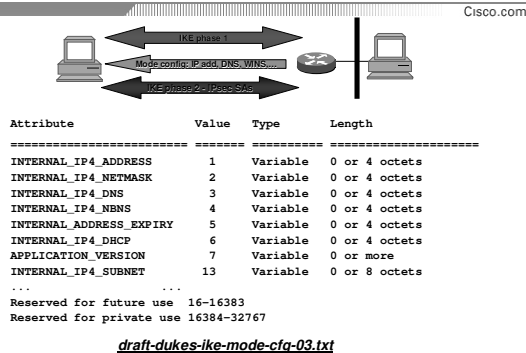 Cisco.com
IKE phase 1
Mode config: IP add, DNS, WINS,...
IKE phase 2 - IPsec SAs
Attribute Value Type Length
========================= ======= ========== =====================
INTERNAL_IP4_ADDRESS 1 Variable 0 or 4 octets
INTERNAL_IP4_NETMASK 2 Variable 0 or 4 octets
INTERNAL_IP4_DNS 3 Variable 0 or 4 octets
INTERNAL_IP4_NBNS 4 Variable 0 or 4 octets
INTERNAL_ADDRESS_EXPIRY 5 Variable 0 or 4 octets
INTERNAL_IP4_DHCP 6 Variable 0 or 4 octets
APPLICATION_VERSION 7 Variable 0 or more
INTERNAL_IP4_SUBNET 13 Variable 0 or 8 octets
... ...
Reserved for future use 16-16383
Reserved for private use 16384-32767
draft-dukes-ike-mode-cfg-03.txt